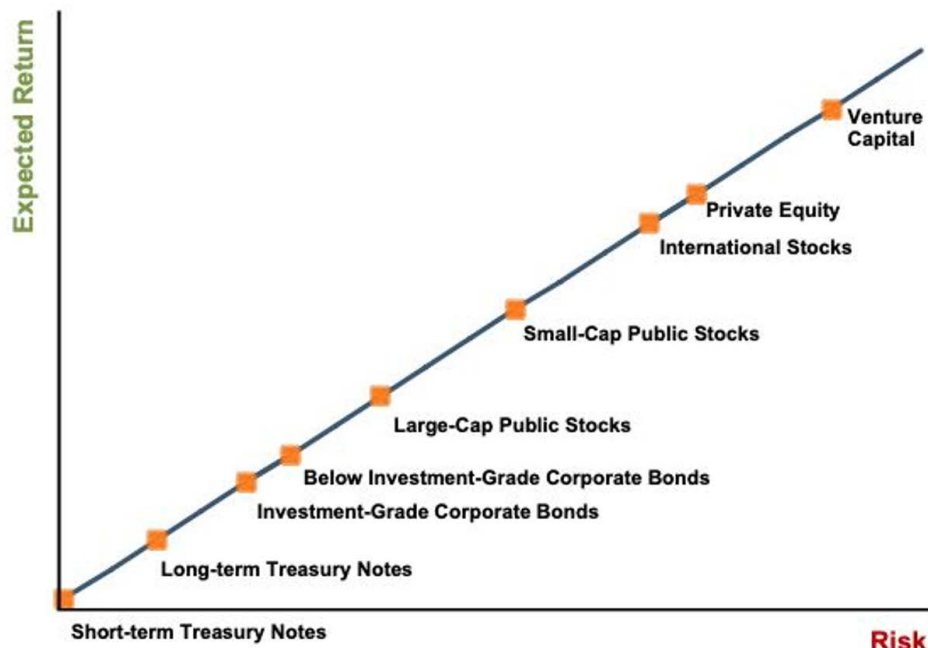 Expected Return
Venture
Capital
Private Equity
International Stocks
Small-Cap Public Stocks
Large-Cap Public Stocks
Below Investment-Grade Corporate Bonds
Investment-Grade Corporate Bonds
Long-term Treasury Notes
Short-term Treasury Notes
Risk